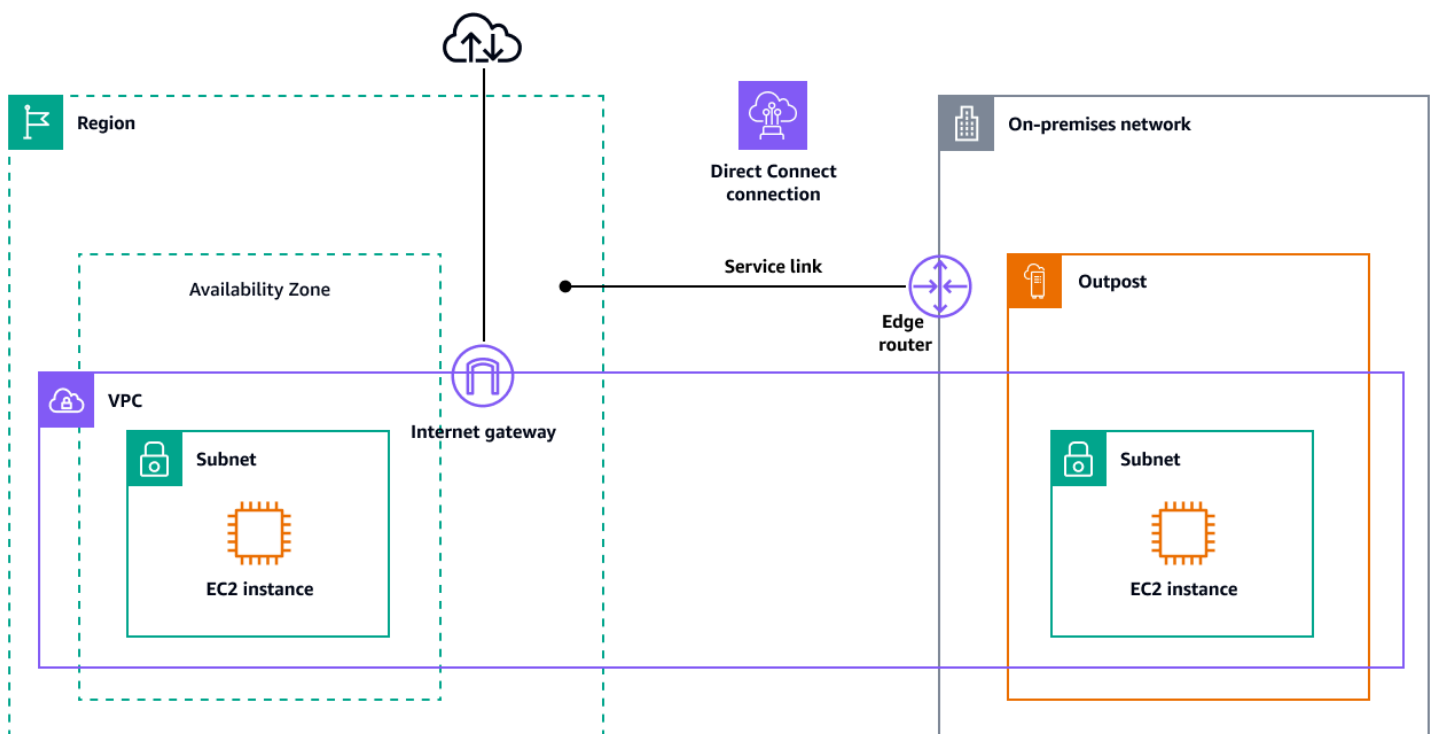 Region
Direct Connect
connection
On-premises network
Availability Zone
Service link
Edge
router
Outpost
VPC
Internet gateway
Subnet
EC2 instance
Subnet
EC2 instance